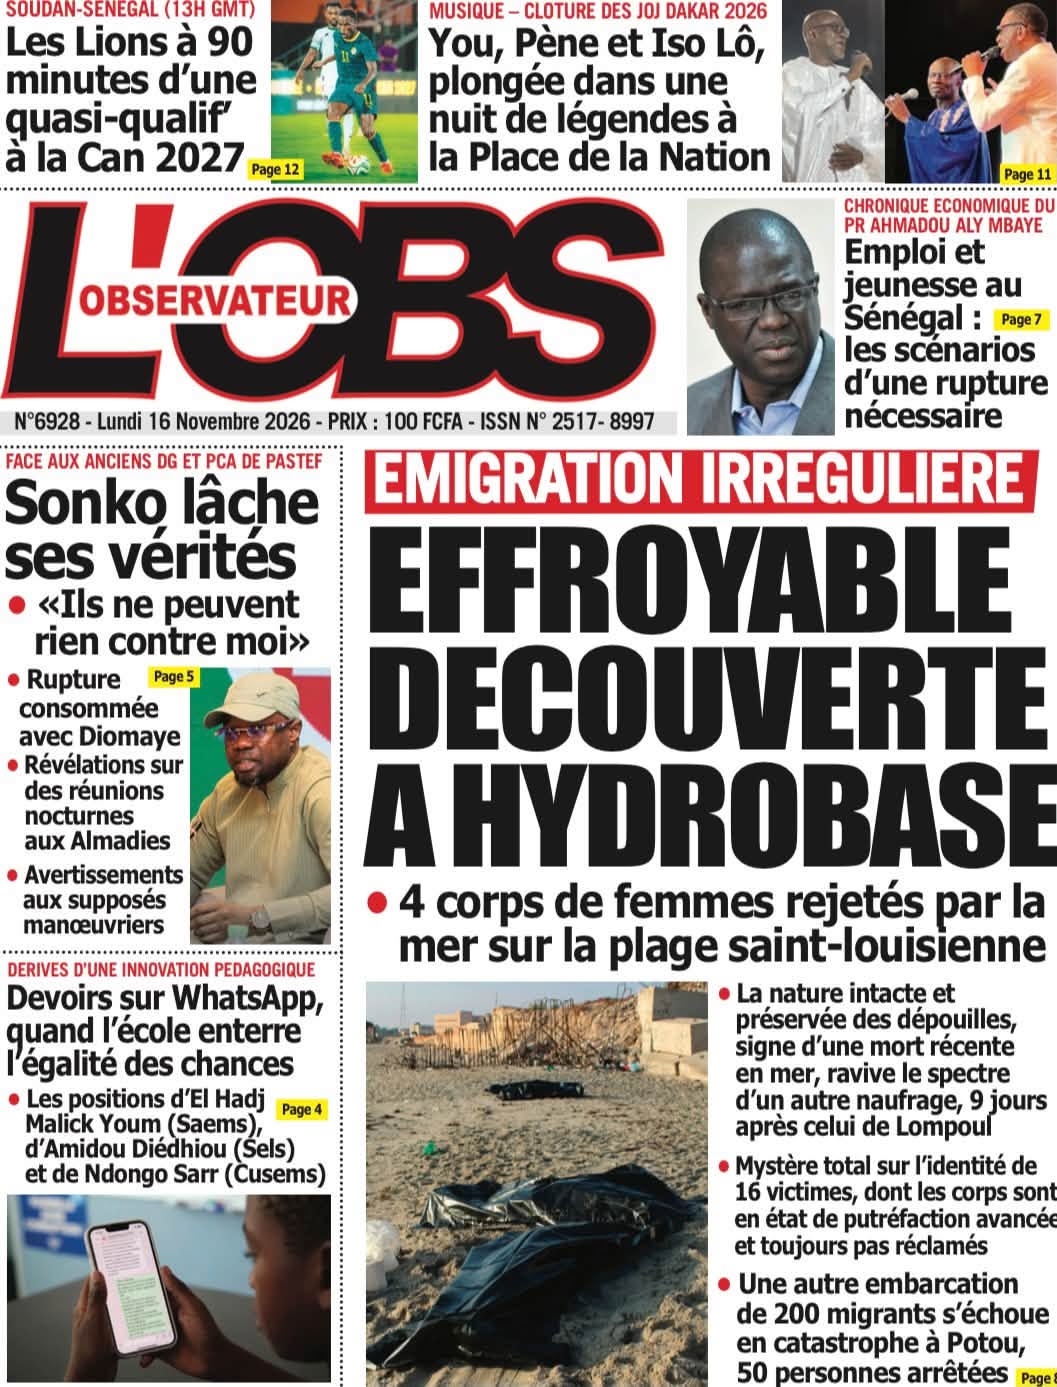 SOUDAN-SENEGAL (13H GMT)
Les Lions à 90
minutes d’une
quasi-qualif’
à la Can 2027
Page 12
MUSIQUE – CLOTURE DES JOJ DAKAR 2026
You, Pène et Iso Lô,
plongée dans une
nuit de légendes à
la Place de la Nation
Page 11
L'OBS
OBSERVATEUR
N°6928 - Lundi 16 Novembre 2026 - PRIX : 100 FCFA - ISSN N° 2517- 8997
CHRONIQUE ECONOMIQUE DU
PR AHMADOU ALY MBAYE
Emploi et
jeunesse au
Sénégal :
Page 7
les scénarios
d’une rupture
nécessaire
FACE AUX ANCIENS DG ET PCA DE PASTEF
Sonko lâche
ses vérités
• «Ils ne peuvent
rien contre moi»
• Rupture
Page 5
consommée
avec Diomaye
• Révélations sur
des réunions
nocturnes
aux Almadies
• Avertissements
aux supposés
manœuvriers
DERIVES D’UNE INNOVATION PEDAGOGIQUE
Devoirs sur WhatsApp,
quand l’école enterre
l’égalité des chances
• Les positions d’El Hadj
Page 4
Malick Youm (Saems),
d’Amidou Diédhiou (Sels)
et de Ndongo Sarr (Cusems)
EMIGRATION IRREGULIERE
EFFROYABLE
DECOUVERTE
A HYDROBASE
• 4 corps de femmes rejetés par la
mer sur la plage saint-louisienne
• La nature intacte et
préservée des dépouilles,
signe d’une mort récente
en mer, ravive le spectre
d’un autre naufrage, 9 jours
après celui de Lompoul
• Mystère total sur l’identité de
16 victimes, dont les corps sont
en état de putréfaction avancée
et toujours pas réclamés
• Une autre embarcation
de 200 migrants s’échoue
en catastrophe à Potou,
50 personnes arrêtées
Page 8